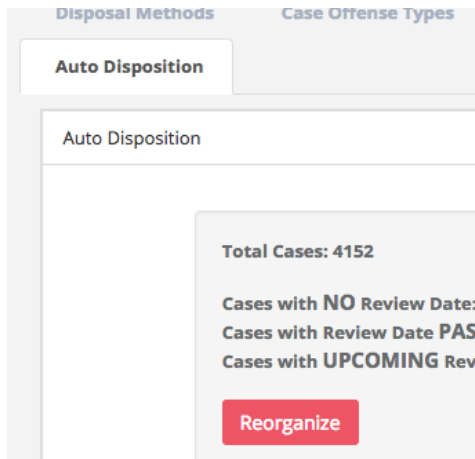 Disposal Methods Case Offense Types
Auto Disposition
Auto Disposition
Total Cases: 4152
Cases with NO Review Date:
Cases with Review Date PAS
Cases with UPCOMING Rev
Reorganize